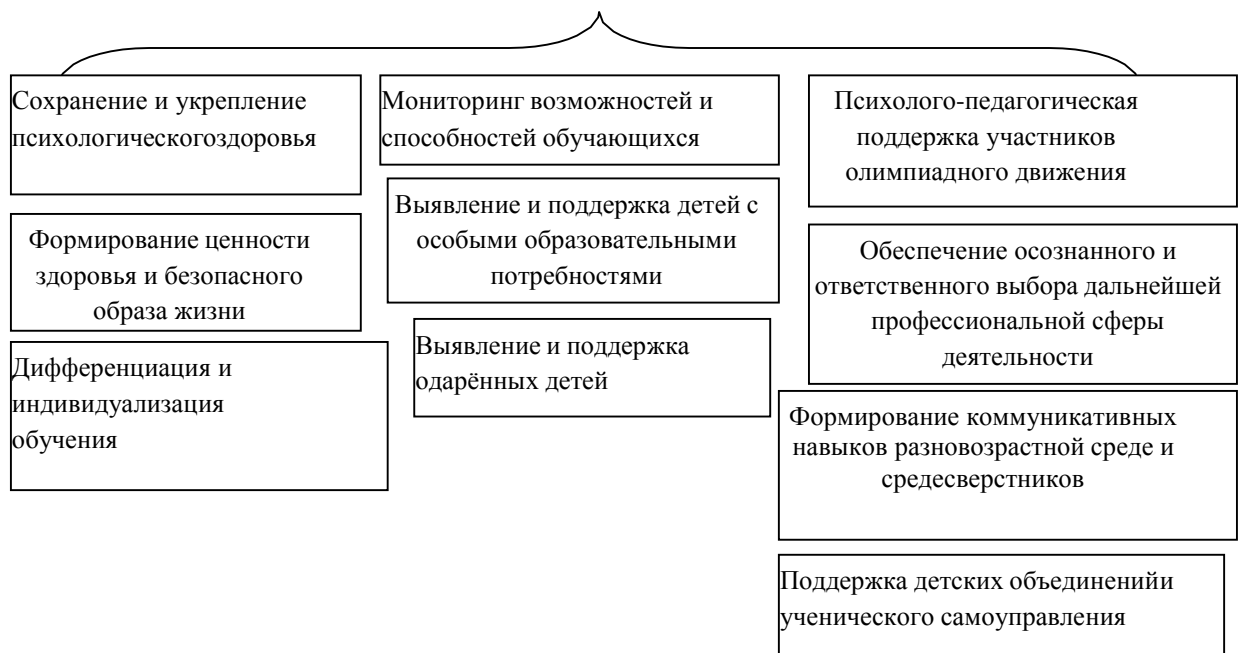 Сохранение и укрепление
психологическогоздоровья
Формирование ценности
здоровья и безопасного
образа жизни
Дифференциация и
индивидуализация
обучения
Мониторинг возможностей и
способностей обучающихся
Выявление и поддержка детей с
особыми образовательными
потребностями
Выявление и поддержка
одарённых детей
Психолого-педагогическая
поддержка участников
олимпиадного движения
Обеспечение осознанного и
ответственного выбора дальнейшей
профессиональной сферы
деятельности
Формирование коммуникативных
навыков разновозрастной среде и
средесверстников
Поддержка детских объединенийи
ученического самоуправления